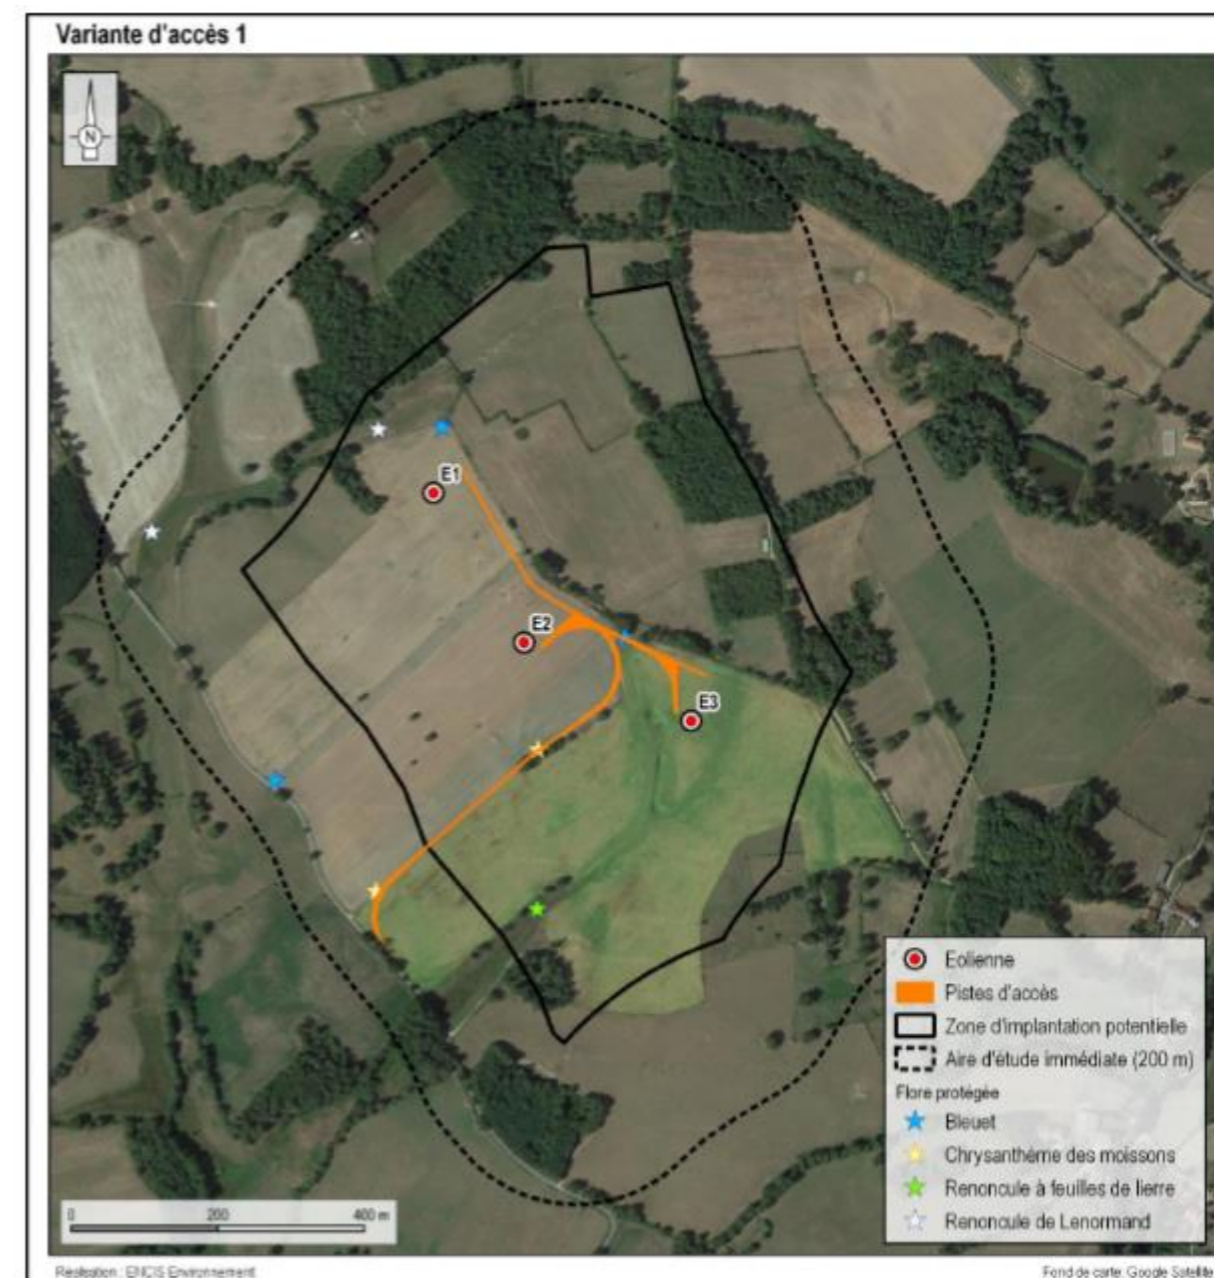 Variante d'accès 1
N
E1
E2
E3
Eolienne
Pistes d'accès
Zone d'implantation potentielle
Aire d'étude immédiate (200 m)
Flore protégée
Bleuet
Chrysanthème des moissons
Renoncule à feuilles de lierre
Renoncule de Lenormand
0 200 400 m
Réalisation : ENCIS Environnement
Fond de carte: Google Satellite